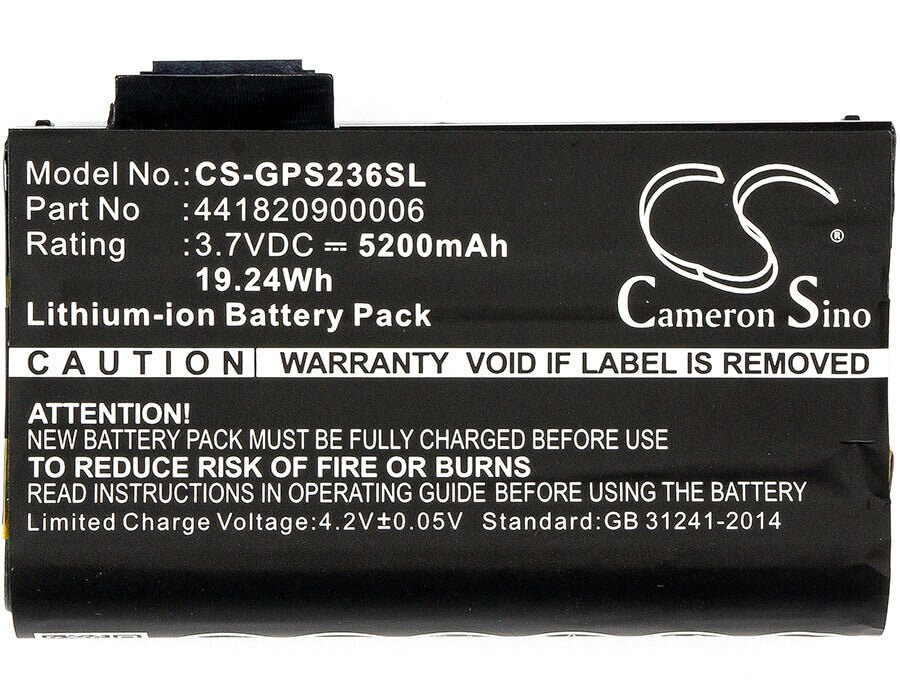 Model No.:CS-GPS236SL
Part No :441820900006
Rating :3.7VDC ⎓ 5200mAh
19.24Wh
Lithium-ion Battery Pack
CS
®
Cameron Sino
CAUTION WARRANTY VOID IF LABEL IS REMOVED
ATTENTION!
NEW BATTERY PACK MUST BE FULLY CHARGED BEFORE USE
TO REDUCE RISK OF FIRE OR BURNS
READ INSTRUCTIONS IN OPERATING GUIDE BEFORE USING THE BATTERY
Limited Charge Voltage:4.2V±0.05V Standard:GB 31241-2014